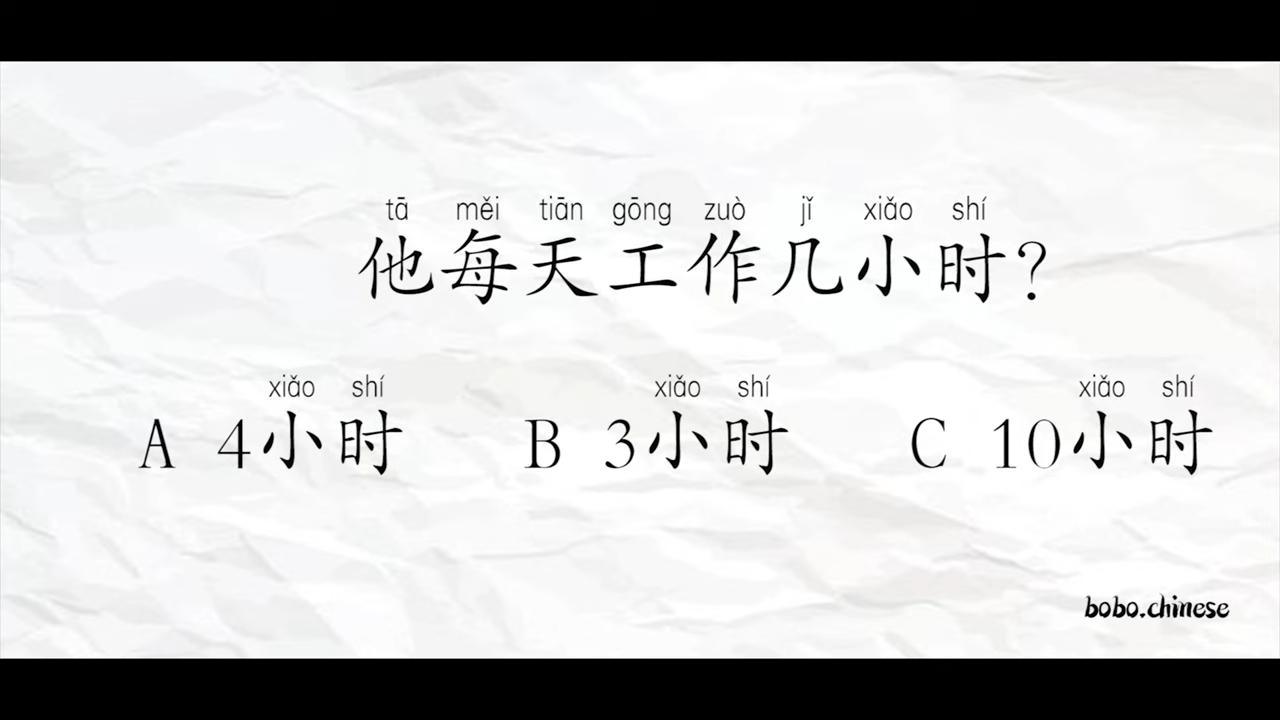 tā měi tiān gōng zuò jǐ xiǎo shí
他每天工作几小时?
xiǎo shí xiǎo shí xiǎo shí
A 4小时 B 3小时 C 10小时
bobo.chinese